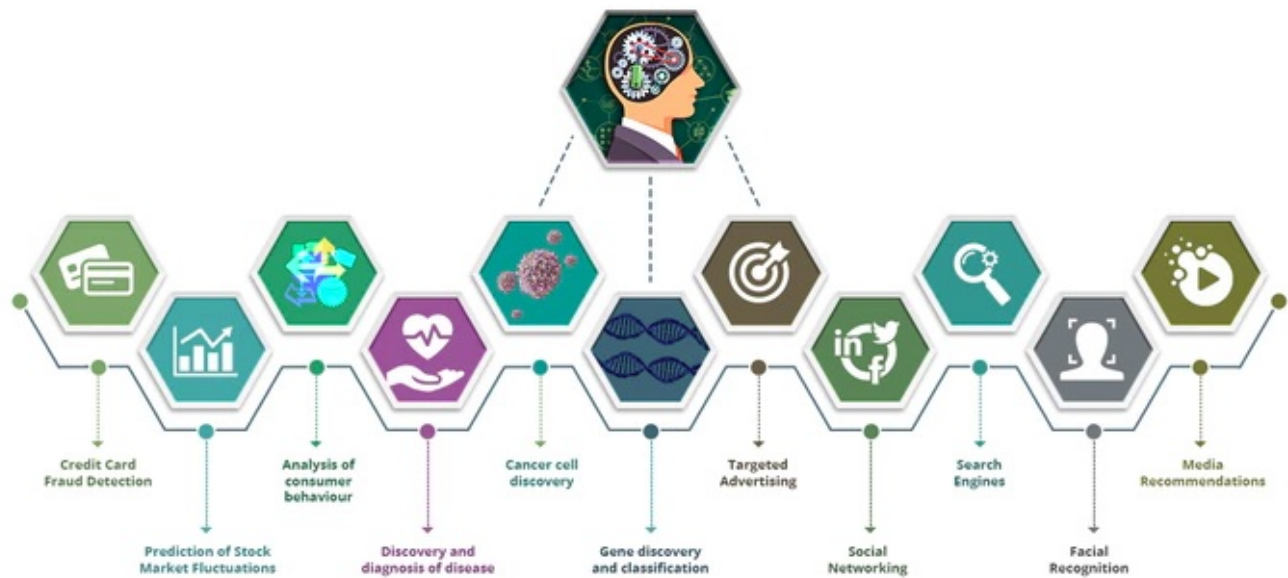 in
f
Credit Card
Fraud Detection
Prediction of Stock
Market Fluctuations
Analysis of
consumer
behaviour
Discovery and
diagnosis of disease
Cancer cell
discovery
Gene discovery
and classification
Targeted
Advertising
Social
Networking
Search
Engines
Facial
Recognition
Media
Recommendations